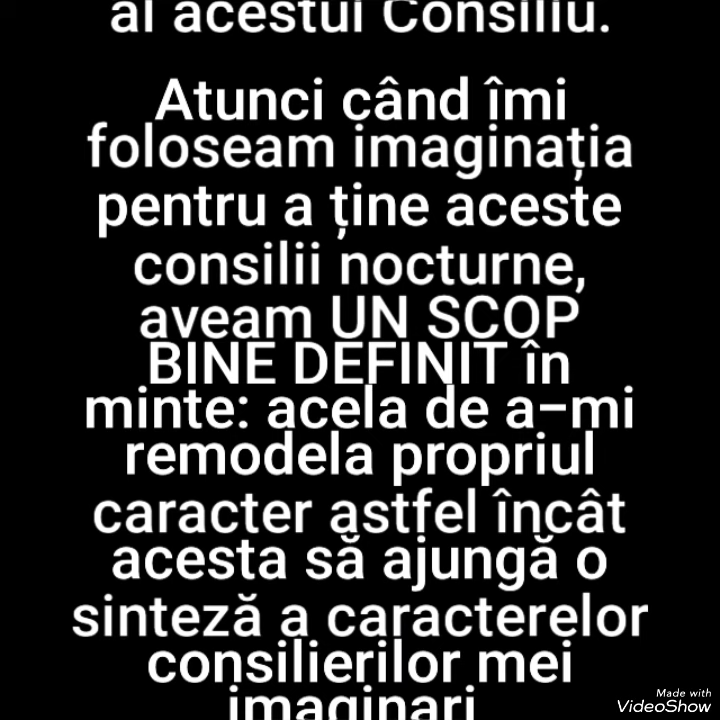 al acestui Consiliu.
Atunci când îmi
foloseam imaginația
pentru a ține aceste
consilii nocturne,
aveam UN SCOP
BINE DEFINIT în
minte: acela de a-mi
remodela propriul
caracter astfel încât
acesta să ajungă o
sinteză a caracterelor
consilierilor mei
imaginari
Made with
VideoShow